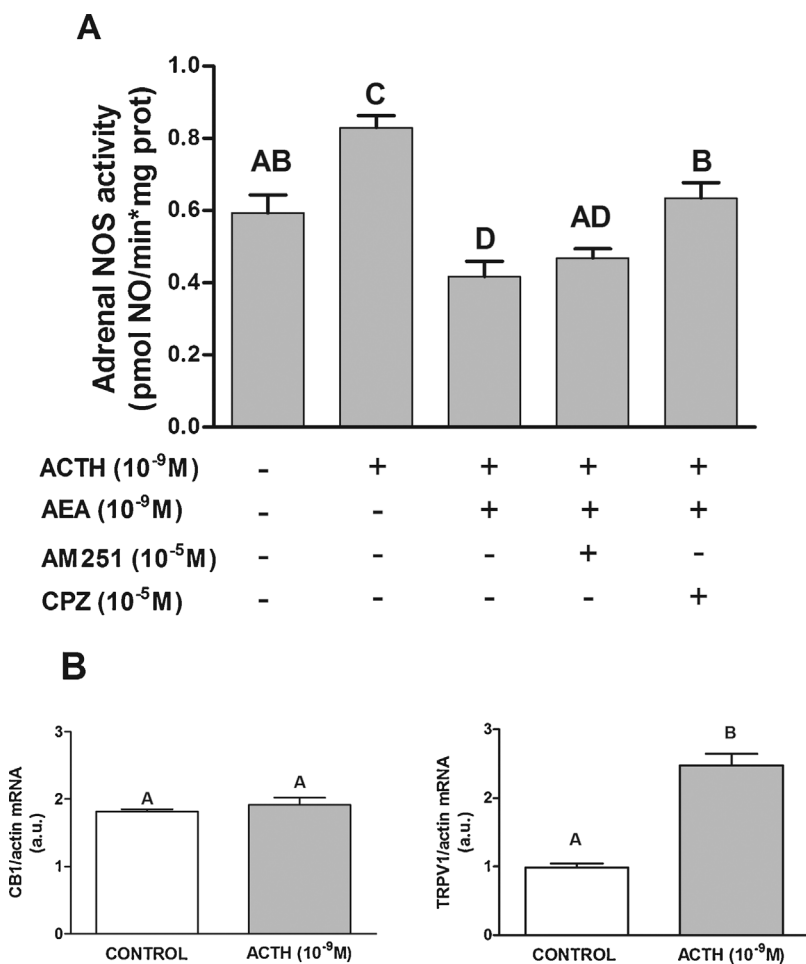 A
Adrenal NOS activity
(pmol NO/min*mg prot)
1.0
0.8
0.6
0.4
0.2
0.0
AB
C
D
AD
B
ACTH (10⁻⁹M) - + + + +
AEA (10⁻⁹M) - - + + +
AM251 (10⁻⁵M) - - - + -
CPZ (10⁻⁵M) - - - - +
B
CB1/actin mRNA
(a.u.)
3
2
1
0
A
A
CONTROL ACTH (10⁻⁹M)
TRPV1/actin mRNA
(a.u.)
3
2
1
0
A
B
CONTROL ACTH (10⁻⁹M)